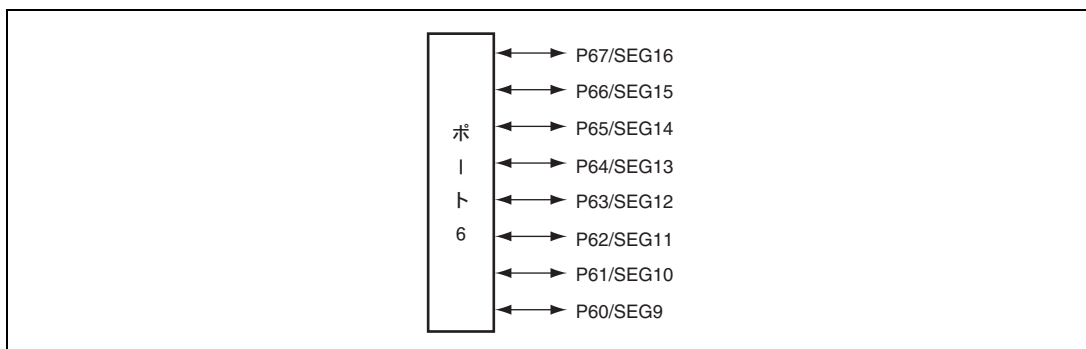 ポート6
P67/SEG16
P66/SEG15
P65/SEG14
P64/SEG13
P63/SEG12
P62/SEG11
P61/SEG10
P60/SEG9